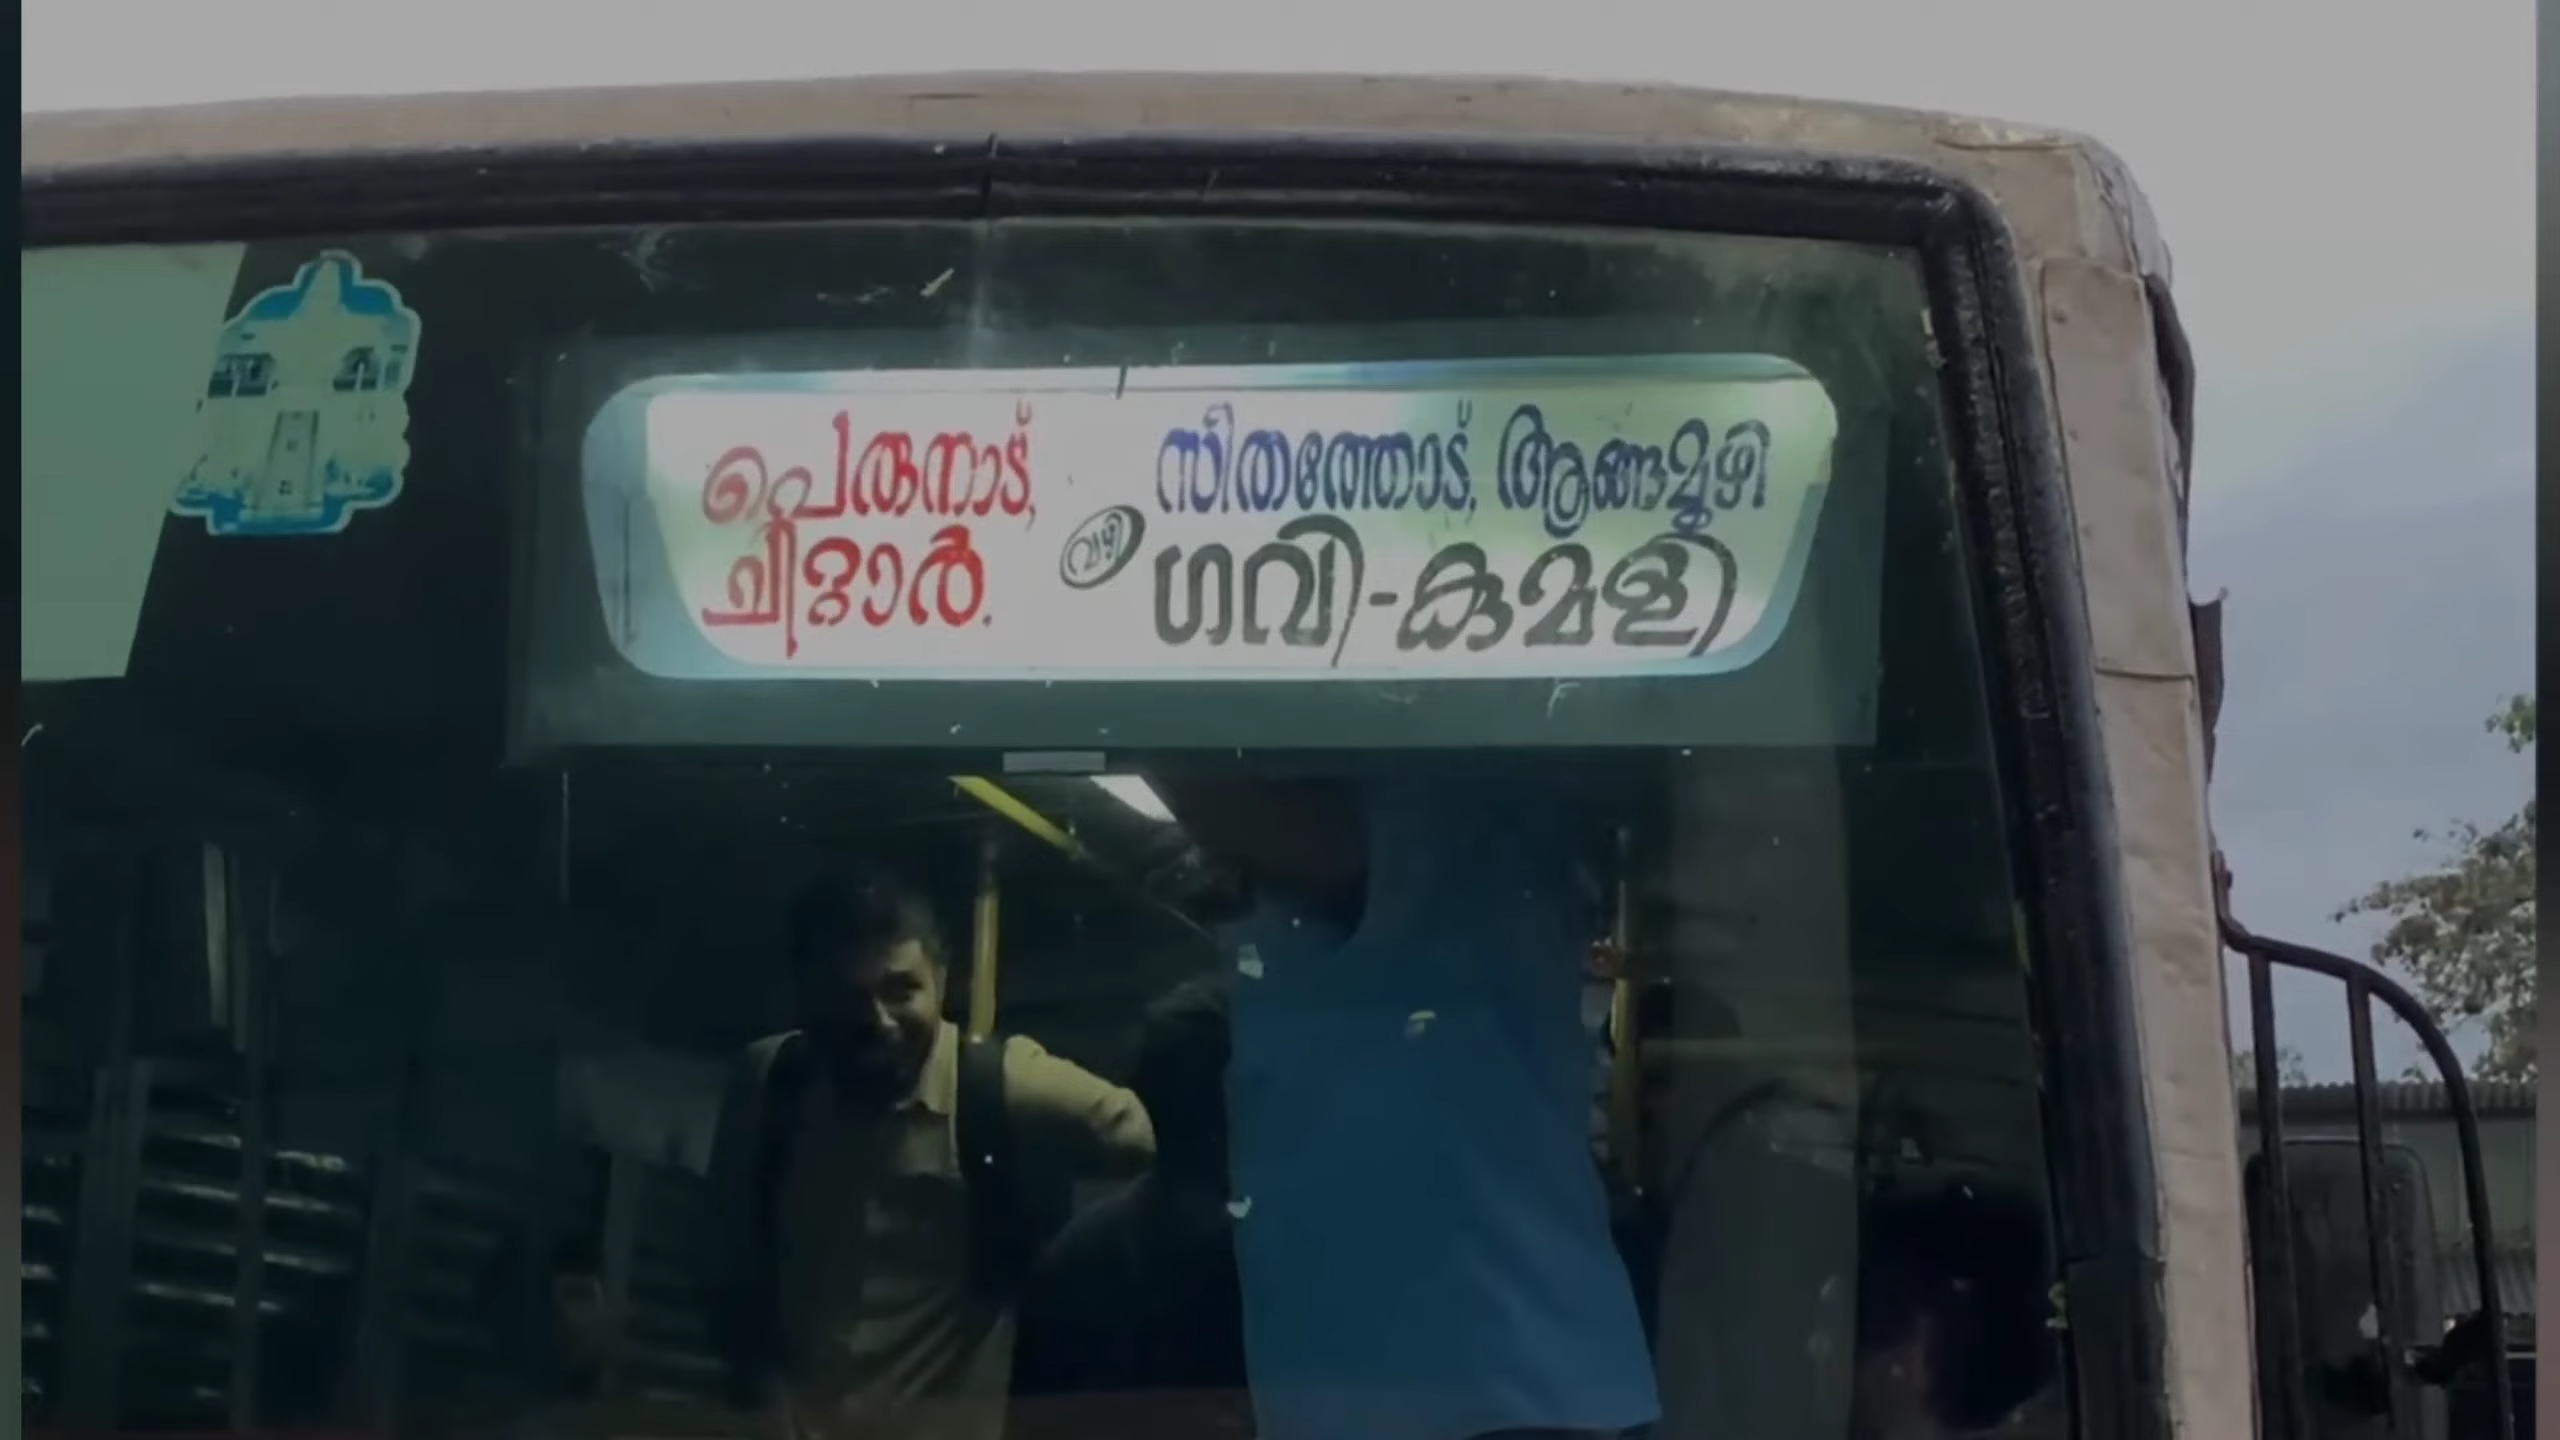 പെരുനാട്,
ചിറ്റാർ.
വഴി
സീതത്തോട്, ആങ്ങമൂഴി
ഗവി-കുമളി